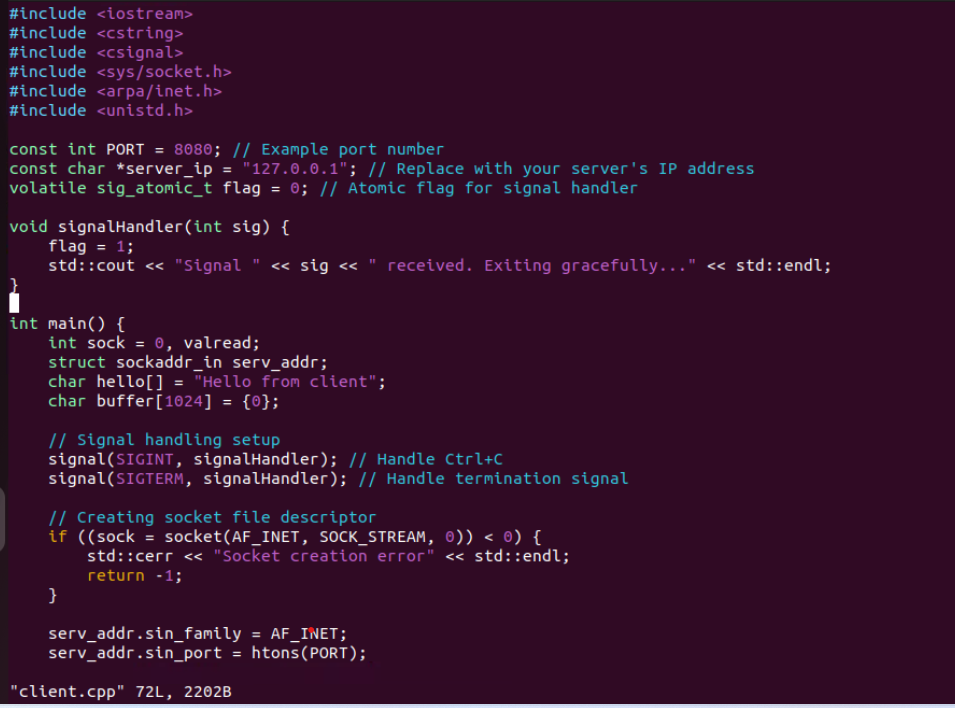 #include <iostream>
#include <cstring>
#include <csignal>
#include <sys/socket.h>
#include <arpa/inet.h>
#include <unistd.h>

const int PORT = 8080; // Example port number
const char *server_ip = "127.0.0.1"; // Replace with your server's IP address
volatile sig_atomic_t flag = 0; // Atomic flag for signal handler

void signalHandler(int sig) {
    flag = 1;
    std::cout << "Signal " << sig << " received. Exiting gracefully..." << std::endl;
}

int main() {
    int sock = 0, valread;
    struct sockaddr_in serv_addr;
    char hello[] = "Hello from client";
    char buffer[1024] = {0};

    // Signal handling setup
    signal(SIGINT, signalHandler); // Handle Ctrl+C
    signal(SIGTERM, signalHandler); // Handle termination signal

    // Creating socket file descriptor
    if ((sock = socket(AF_INET, SOCK_STREAM, 0)) < 0) {
        std::cerr << "Socket creation error" << std::endl;
        return -1;
    }

    serv_addr.sin_family = AF_INET;
    serv_addr.sin_port = htons(PORT);

"client.cpp" 72L, 2202B